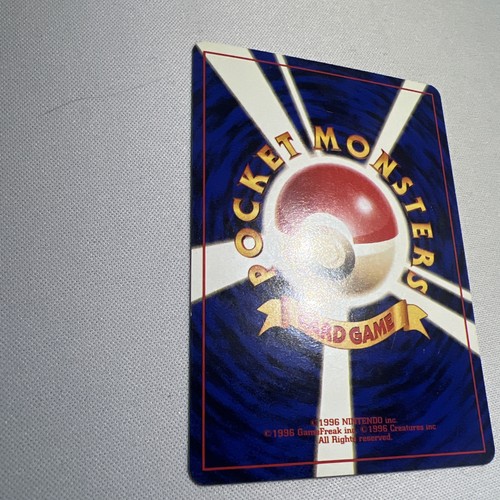 POCKET MONSTERS
CARD GAME
©1996 NINTENDO inc.
©1996 GameFreak inc. ©1996 Creatures inc.
All Rights reserved.